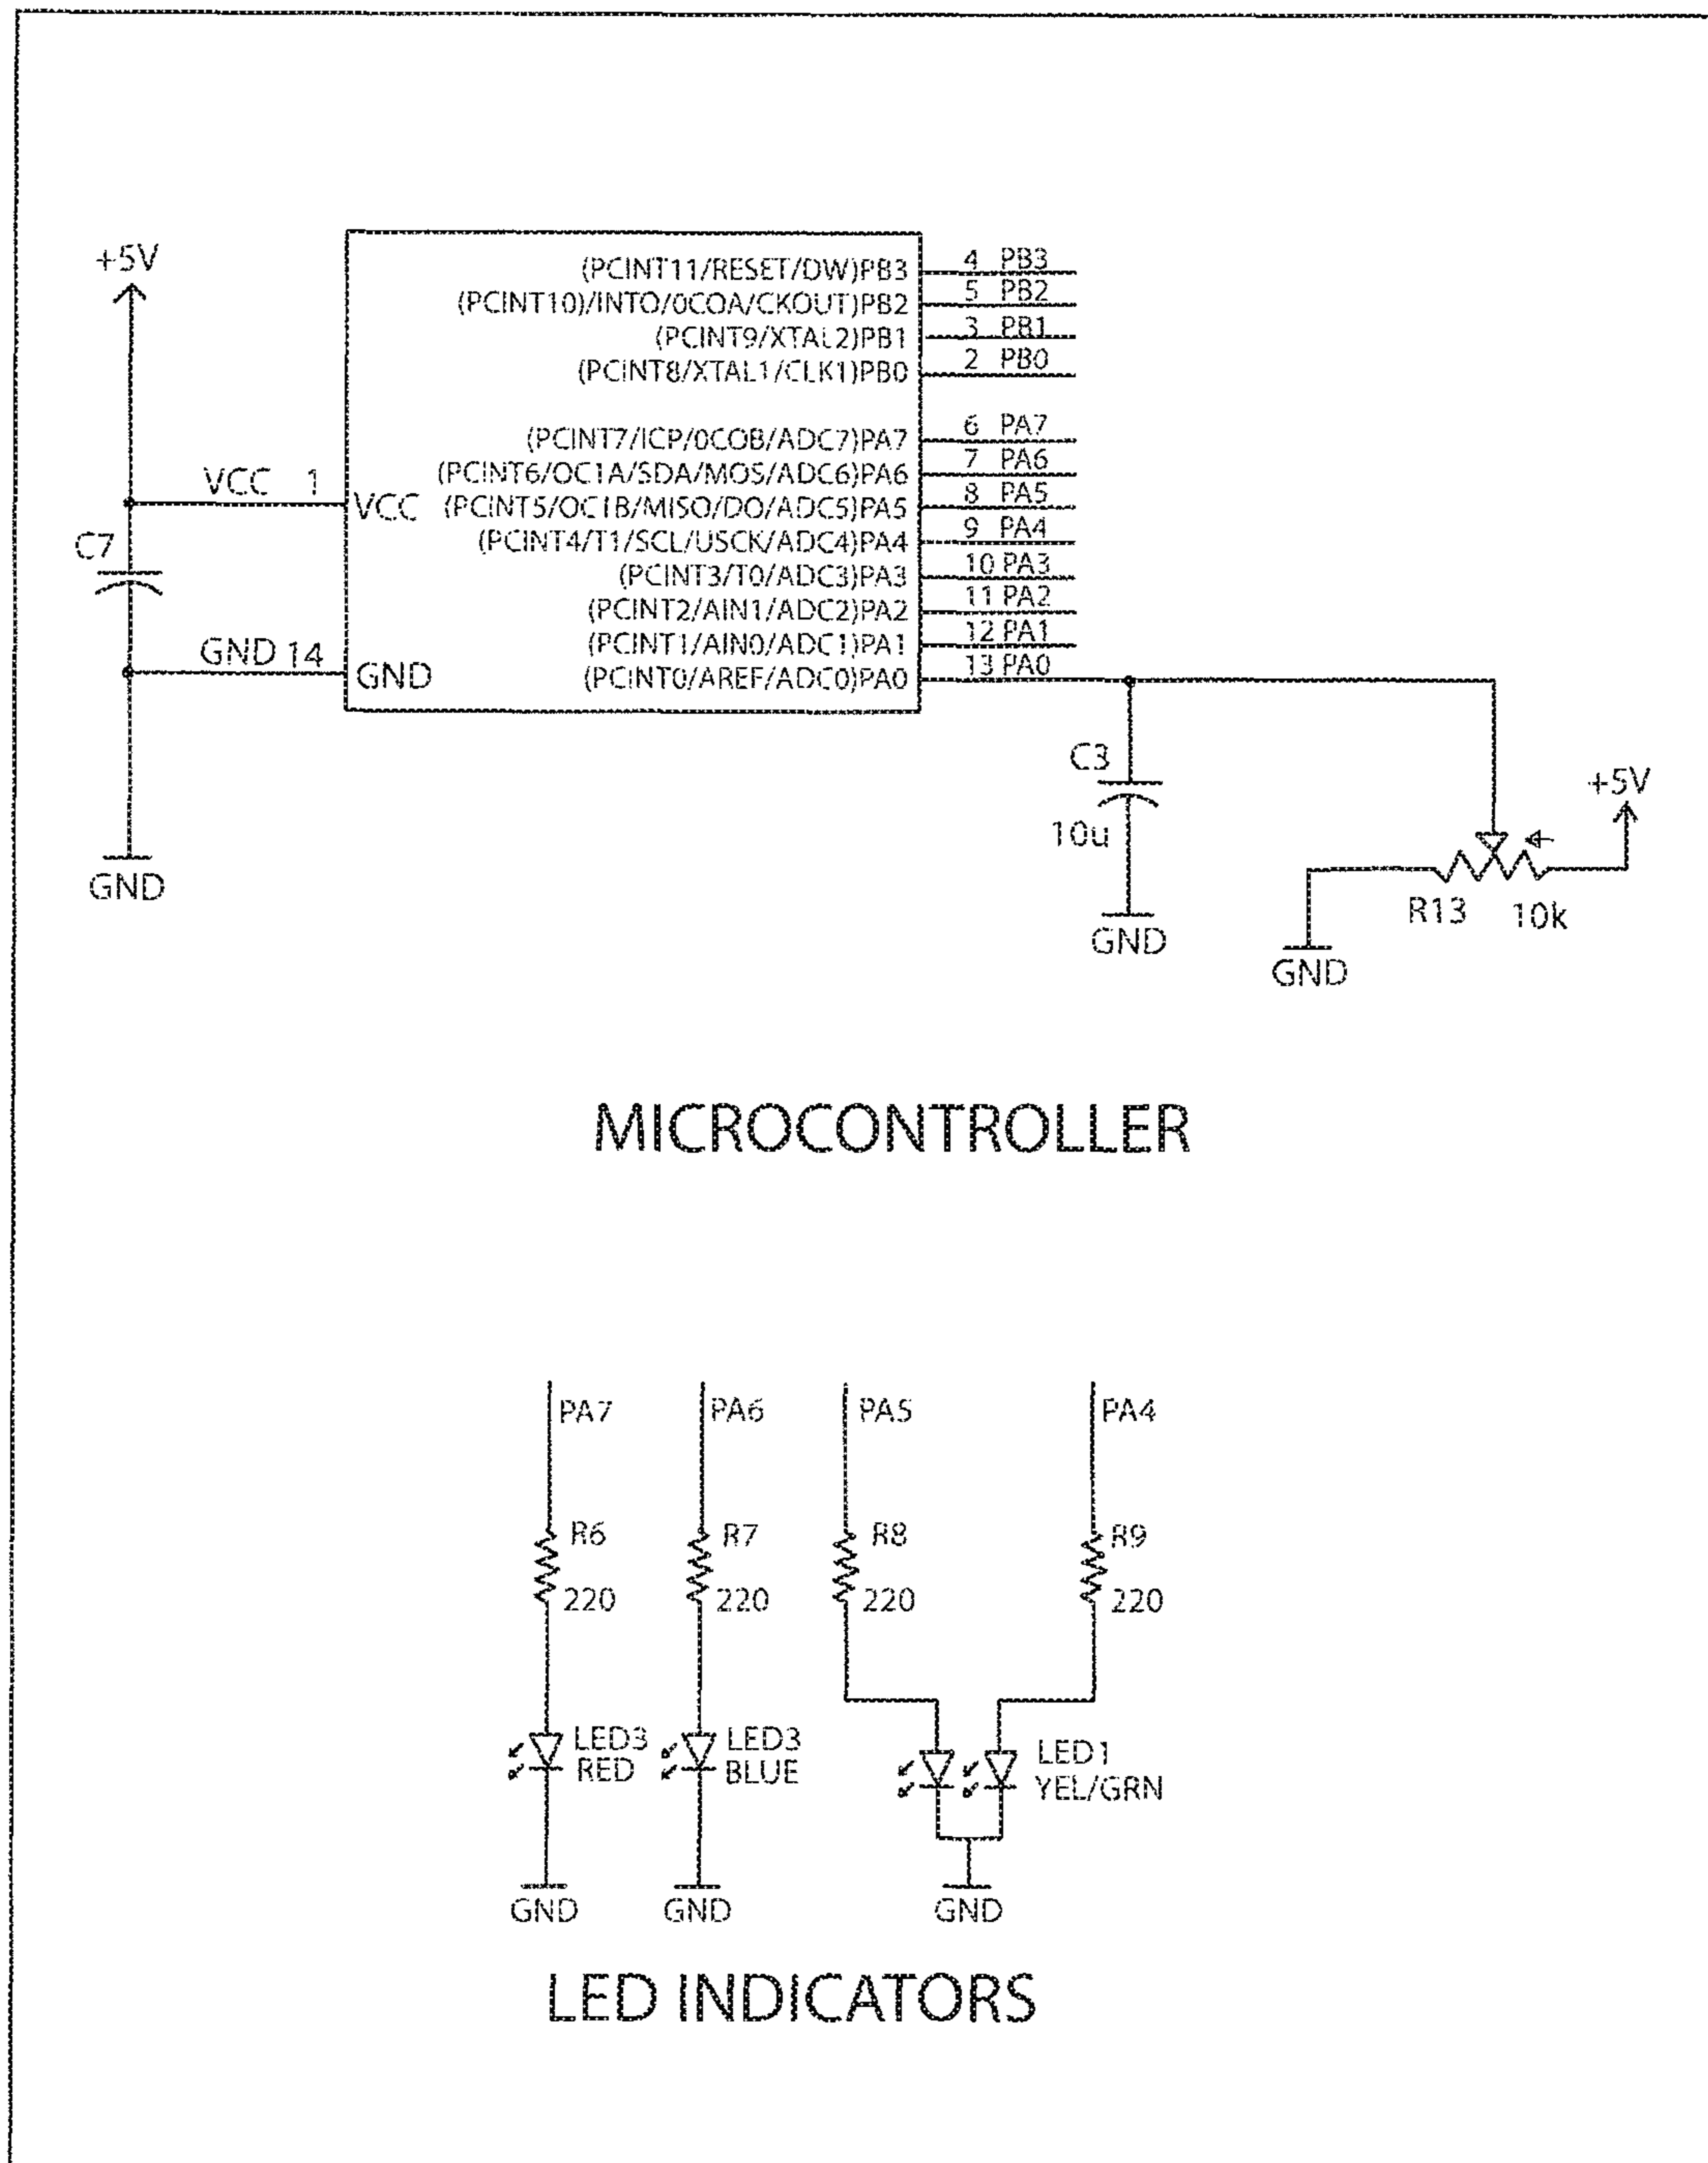 +5V
(PCINT11/RESET/DW)PB3 4 PB3
(PCINT10)/INTO/0COA/CKOUT)PB2 5 PB2
(PCINT9/XTAL2)PB1 3 PB1
(PCINT8/XTAL1/CLK1)PB0 2 PB0
(PCINT7/ICP/0COB/ADC7)PA7 6 PA7
(PCINT6/OC1A/SDA/MOS/ADC6)PA6 7 PA6
VCC 1 VCC (PCINT5/OC1B/MISO/DO/ADC5)PA5 8 PA5
C7 (PCINT4/T1/SCL/USCK/ADC4)PA4 9 PA4
(PCINT3/T0/ADC3)PA3 10 PA3
(PCINT2/AIN1/ADC2)PA2 11 PA2
(PCINT1/AIN0/ADC1)PA1 12 PA1
GND 14 GND (PCINT0/AREF/ADC0)PA0 13 PA0
C3
+5V
10u
GND
R13 10k
GND
GND
MICROCONTROLLER
PA7 PA6 PA5 PA4
R6 R7 R8 R9
220 220 220 220
LED3 LED3 LED1
RED BLUE YEL/GRN
GND GND GND
LED INDICATORS